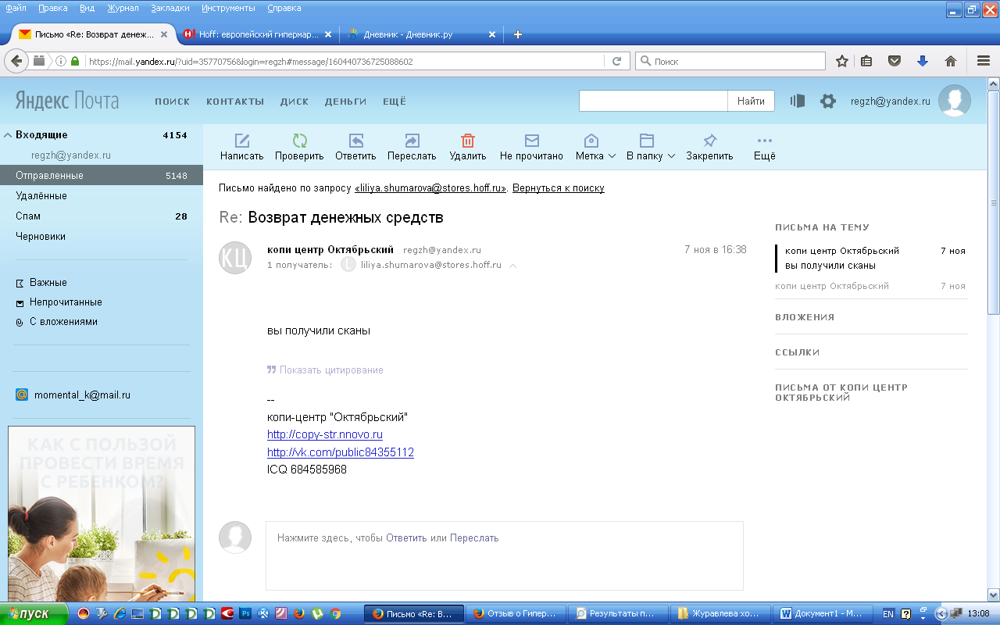 Файл Правка Вид Журнал Закладки Инструменты Справка
Письмо «Re: Возврат денеж... Hoff: европейский гипермар... Дневник - Дневник.ру
https://mail.yandex.ru/?uid=35770756&login=regzh#message/160440736725088602 Поиск
Яндекс Почта ПОИСК КОНТАКТЫ ДИСК ДЕНЬГИ ЕЩЁ Найти regzh@yandex.ru
Входящие 4154
regzh@yandex.ru
Отправленные 5148
Удалённые
Спам 28
Черновики
Важные
Непрочитанные
С вложениями
momental_k@mail.ru
КАК С ПОЛЬЗОЙ
ПРОВЕСТИ ВРЕМЯ
С РЕБЕНКОМ?
Написать Проверить Ответить Переслать Удалить Не прочитано Метка В папку Закрепить Ещё
Письмо найдено по запросу «liliya.shumarova@stores.hoff.ru». Вернуться к поиску
Re: Возврат денежных средств
КЦ копи центр Октябрьский regzh@yandex.ru 7 ноя в 16:38
1 получатель: L liliya.shumarova@stores.hoff.ru
вы получили сканы
Показать цитирование
--
копи-центр "Октябрьский"
http://copy-str.nnovo.ru
http://vk.com/public84355112
ICQ 684585968
Нажмите здесь, чтобы Ответить или Переслать
ПИСЬМА НА ТЕМУ
копи центр Октябрьский 7 ноя
вы получили сканы
копи центр Октябрьский 7 ноя
ВЛОЖЕНИЯ
ССЫЛКИ
ПИСЬМА ОТ КОПИ ЦЕНТР
ОКТЯБРЬСКИЙ
пуск Письмо «Re: В... Отзыв о Гипер... Результаты п... Журавлева хо... Документ1 - M... EN 13:08